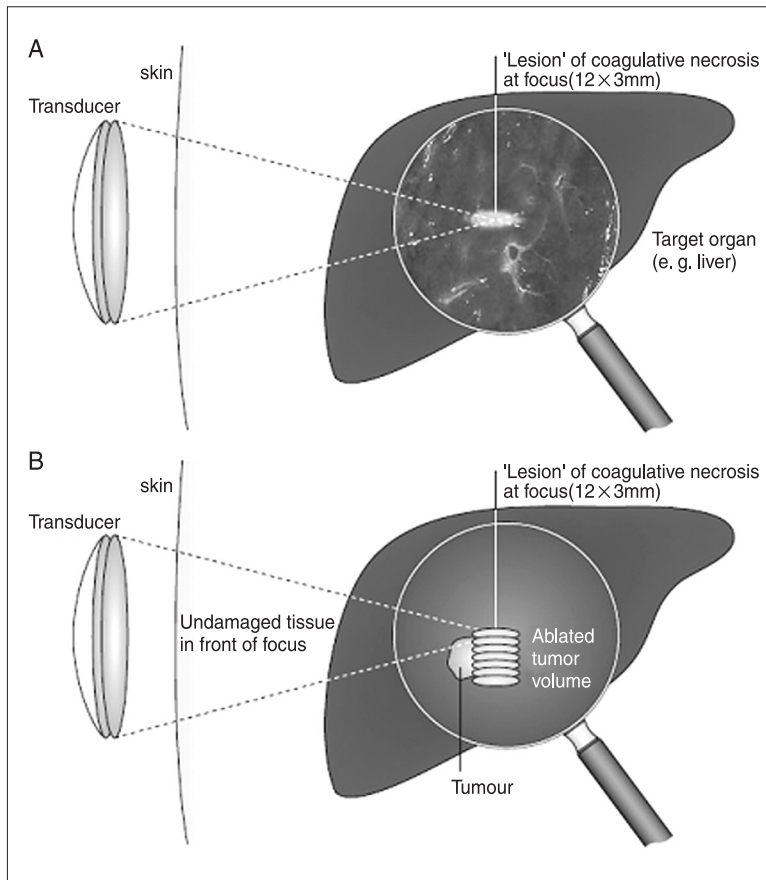 A
skin
Transducer
'Lesion' of coagulative necrosis
at focus(12×3mm)
Target organ
(e. g. liver)
B
skin
Transducer
'Lesion' of coagulative necrosis
at focus(12×3mm)
Undamaged tissue
in front of focus
Ablated
tumor
volume
Tumour